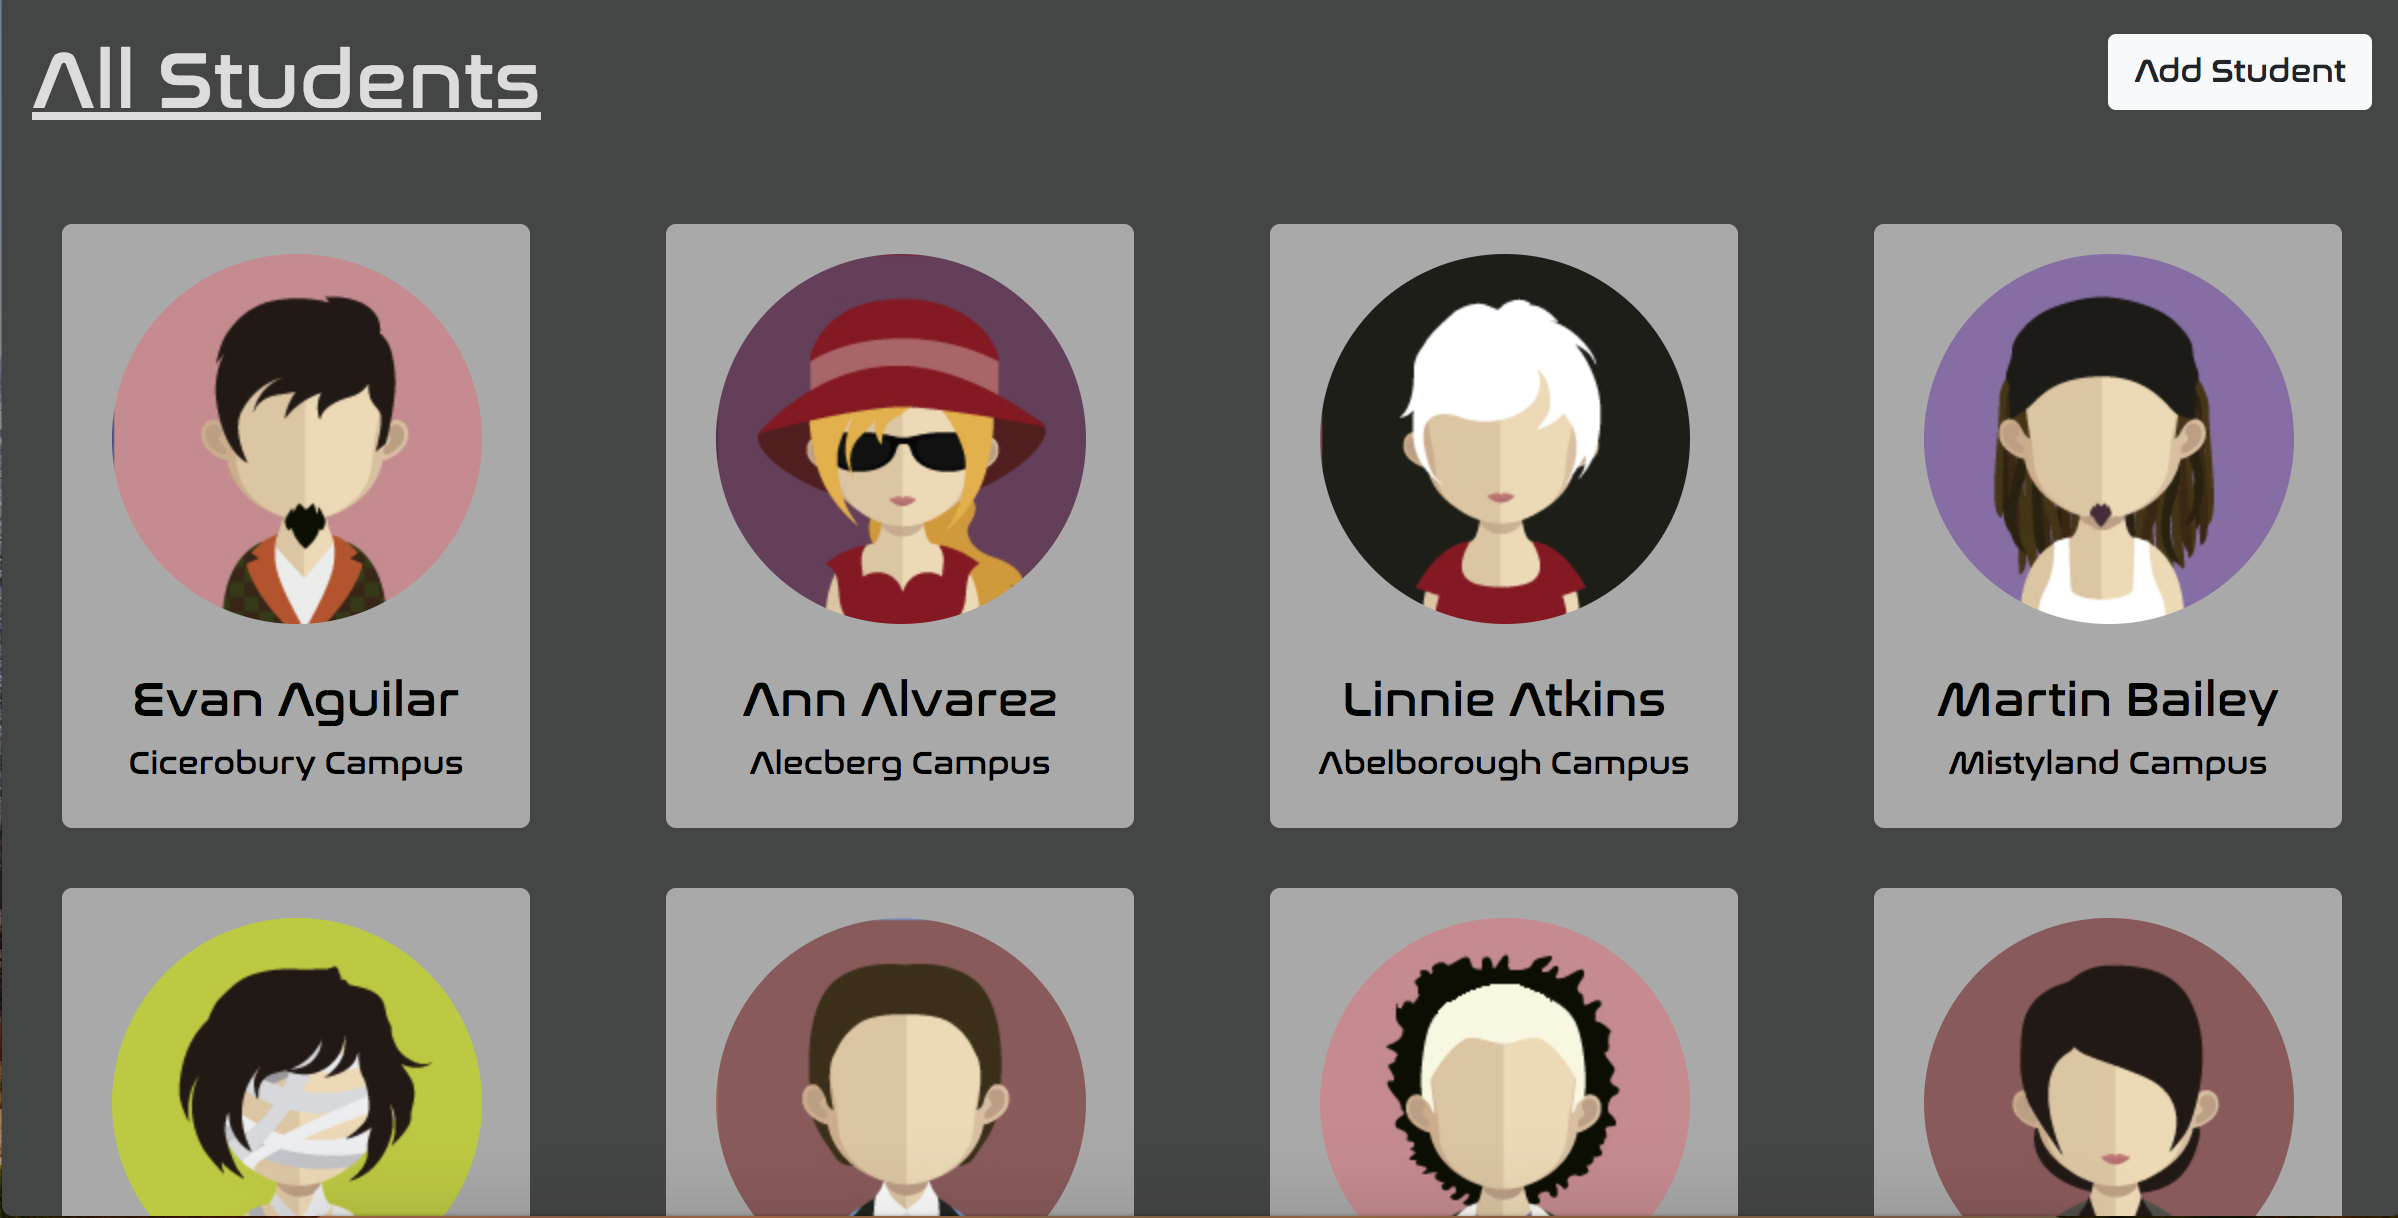 All Students
Add Student
Evan Aguilar
Cicerobury Campus
Ann Alvarez
Alecberg Campus
Linnie Atkins
Abelborough Campus
Martin Bailey
Mistyland Campus